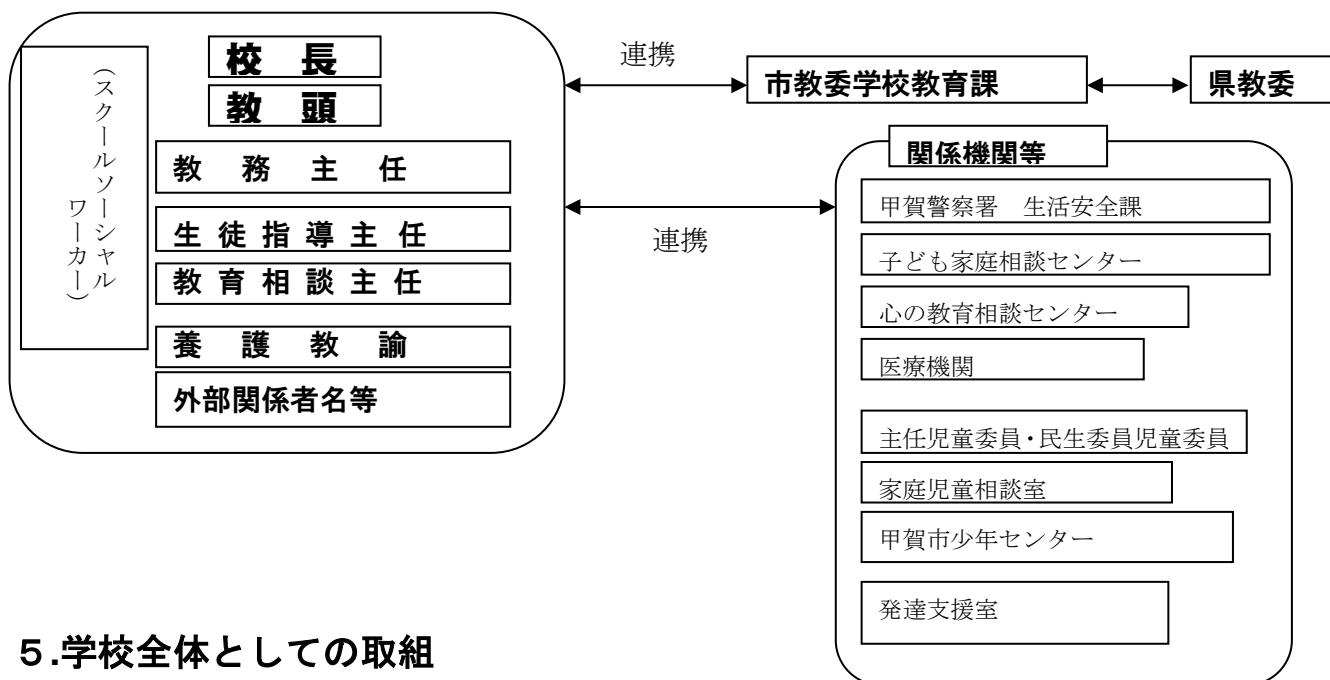 校長
教頭
教務主任
生徒指導主任
教育相談主任
養護教諭
外部関係者名等
（スクールソーシャル
ワーカー）
連携
市教委学校教育課
県教委
連携
関係機関等
甲賀警察署　生活安全課
子ども家庭相談センター
心の教育相談センター
医療機関
主任児童委員・民生委員児童委員
家庭児童相談室
甲賀市少年センター
発達支援室
５.学校全体としての取組